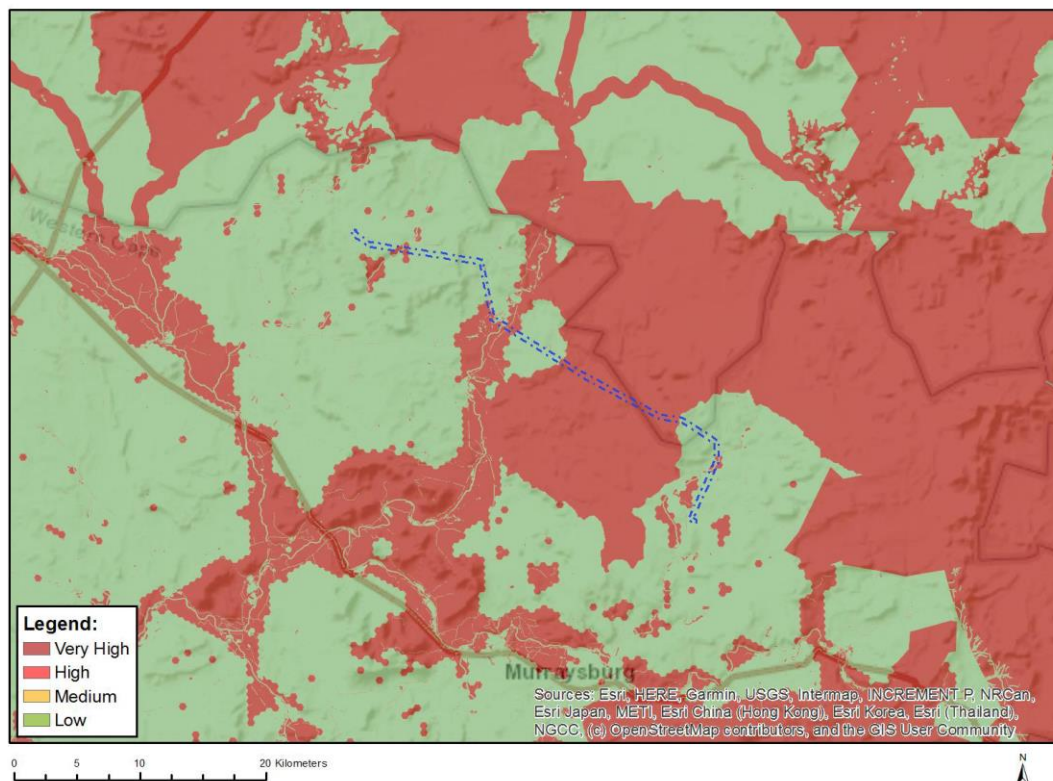 Western Cape
Legend:
Very High
High
Medium
Low
Murraysburg
Sources: Esri, HERE, Garmin, USGS, Intermap, INCREMENT P, NRCan,
Esri Japan, METI, Esri China (Hong Kong), Esri Korea, Esri (Thailand),
NGCC, (c) OpenStreetMap contributors, and the GIS User Community
0 5 10 20 Kilometers
N